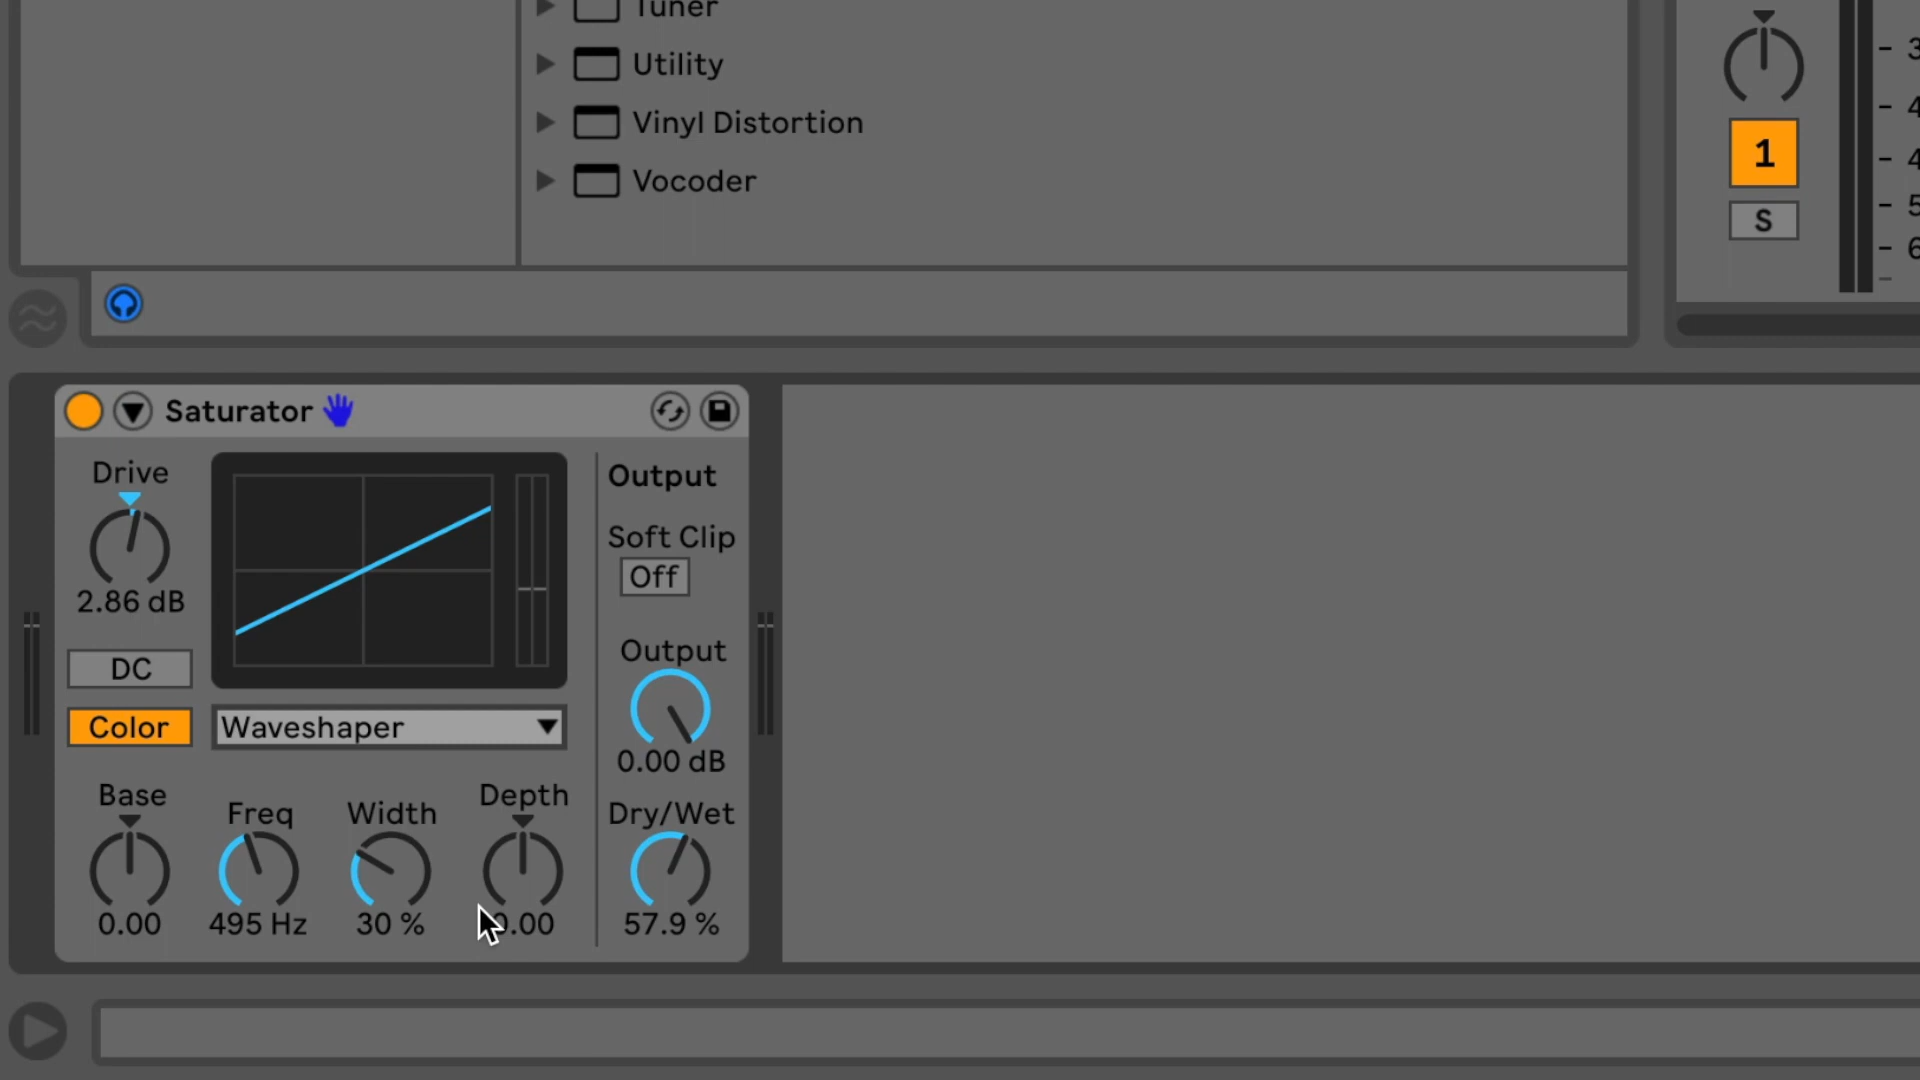 Tuner
Utility
Vinyl Distortion
Vocoder
1
S
Saturator
Drive
2.86 dB
DC
Color
Waveshaper
Output
Soft Clip
Off
Output
0.00 dB
Base
Freq
Width
Depth
Dry/Wet
0.00
495 Hz
30 %
57.9 %